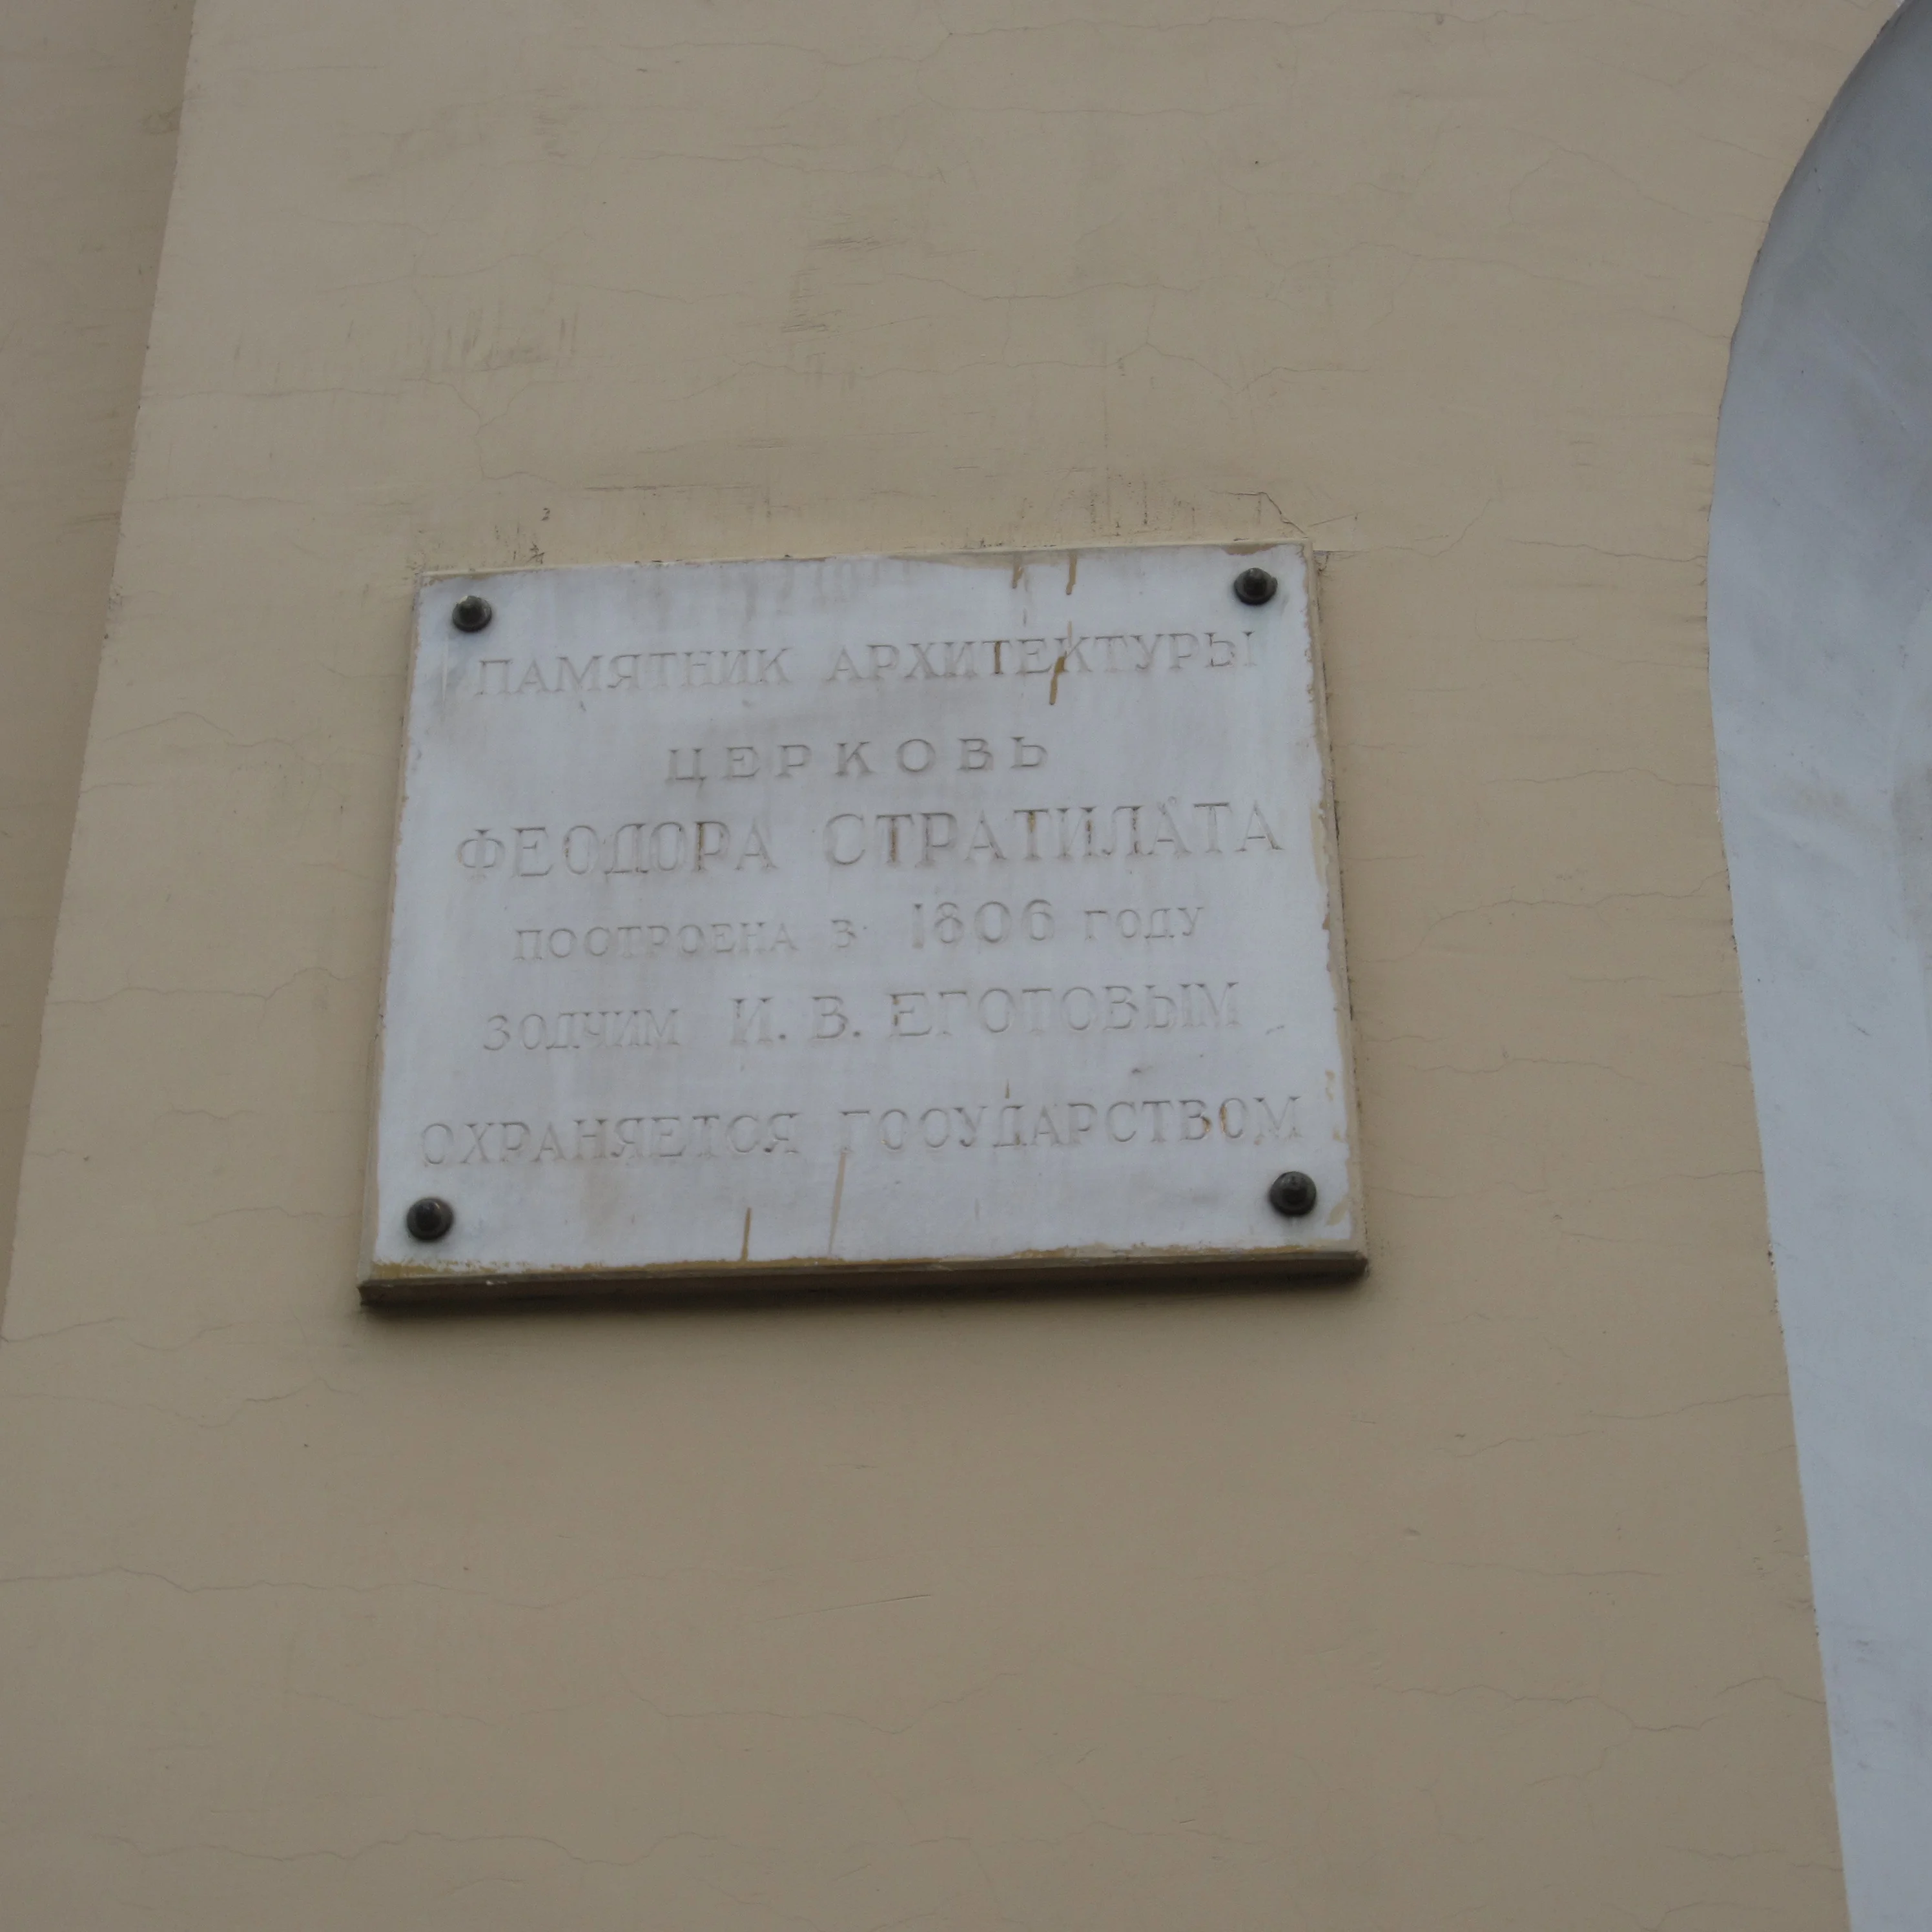 ПАМЯТНИК АРХИТЕКТУРЫ
ЦЕРКОВЬ
ФЕОДОРА СТРАТИЛАТА
ПОСТРОЕНА В 1806 ГОДУ
ЗОДЧИМ И. В. ЕГОТОВЫМ
ОХРАНЯЕТСЯ ГОСУДАРСТВОМ